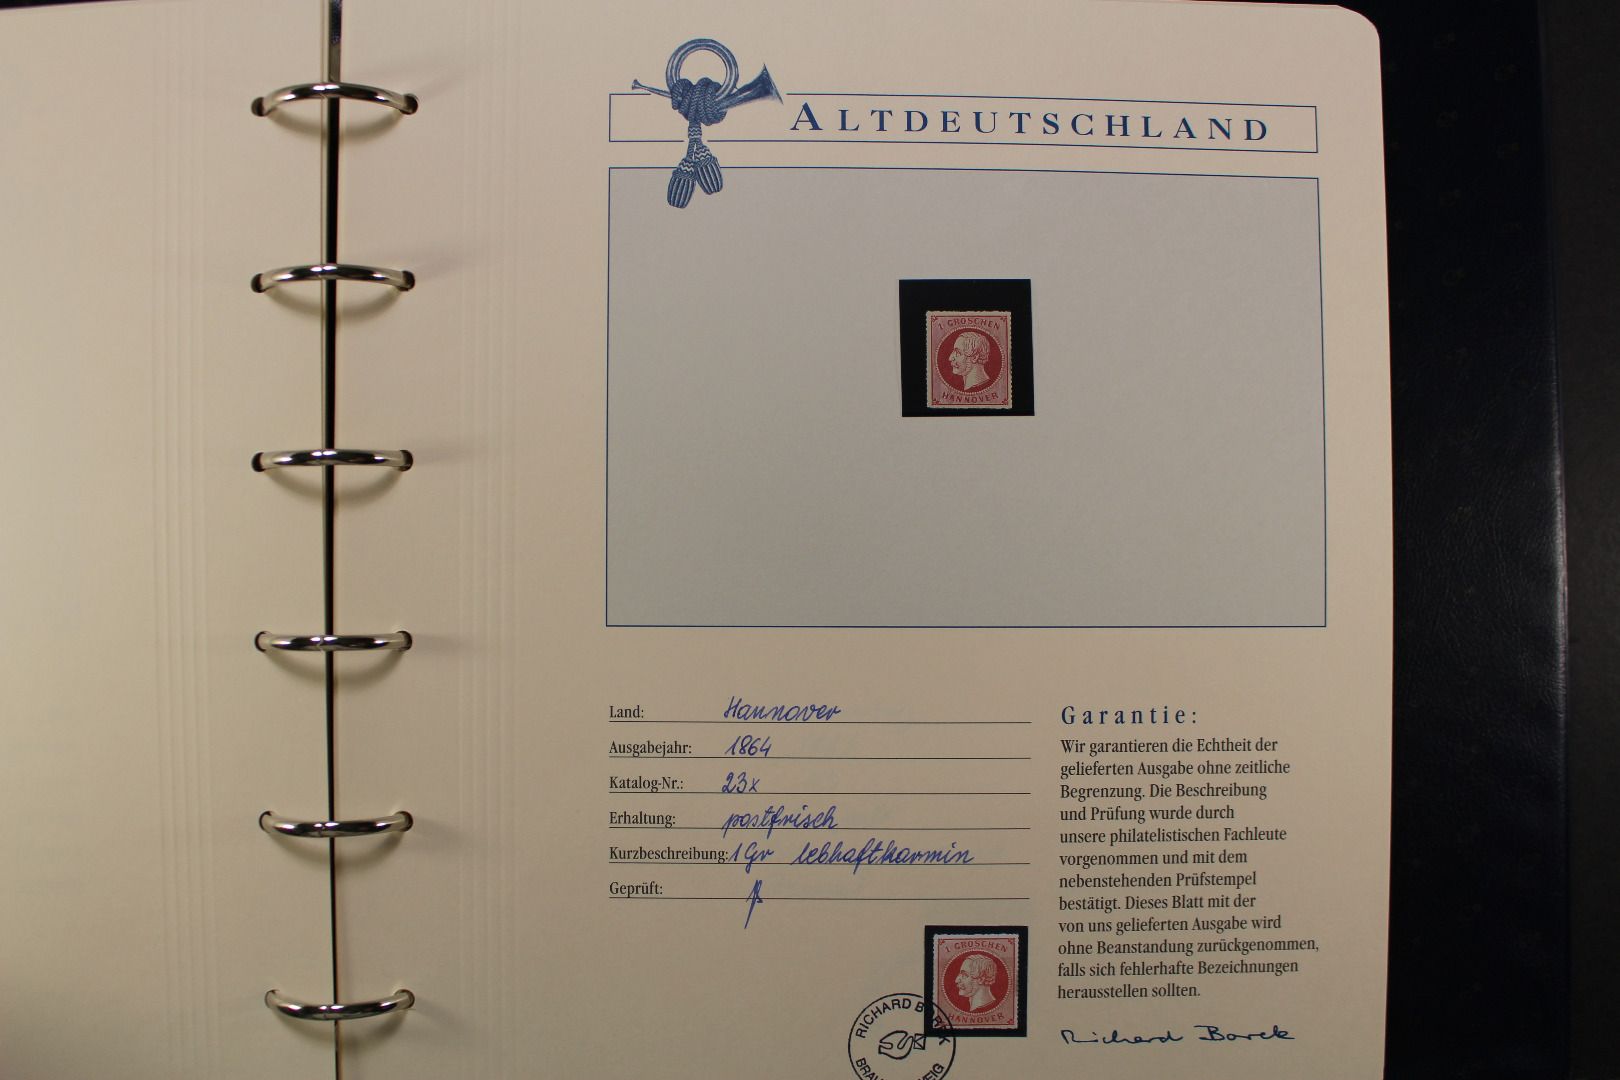 ALTDEUTSCHLAND
1 GROSCHEN
HANNOVER
Land: Hannover
Ausgabejahr: 1864
Katalog-Nr.: 23x
Erhaltung: postfrisch
Kurzbeschreibung: 1 Gr lebhaftkarmin
Geprüft:
Garantie:
Wir garantieren die Echtheit der
gelieferten Ausgabe ohne zeitliche
Begrenzung. Die Beschreibung
und Prüfung wurde durch
unsere philatelistischen Fachleute
vorgenommen und mit dem
nebenstehenden Prüfstempel
bestätigt. Dieses Blatt mit der
von uns gelieferten Ausgabe wird
ohne Beanstandung zurückgenommen,
falls sich fehlerhafte Bezeichnungen
herausstellen sollten.
Richard Borek
1 GROSCHEN
HANNOVER
RICHARD BOREK